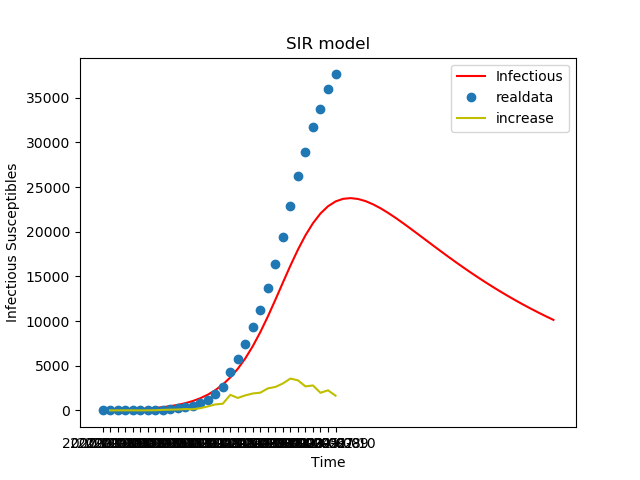 SIR model
Infectious
realdata
increase
Infectious Susceptibles
35000
30000
25000
20000
15000
10000
5000
0
Time